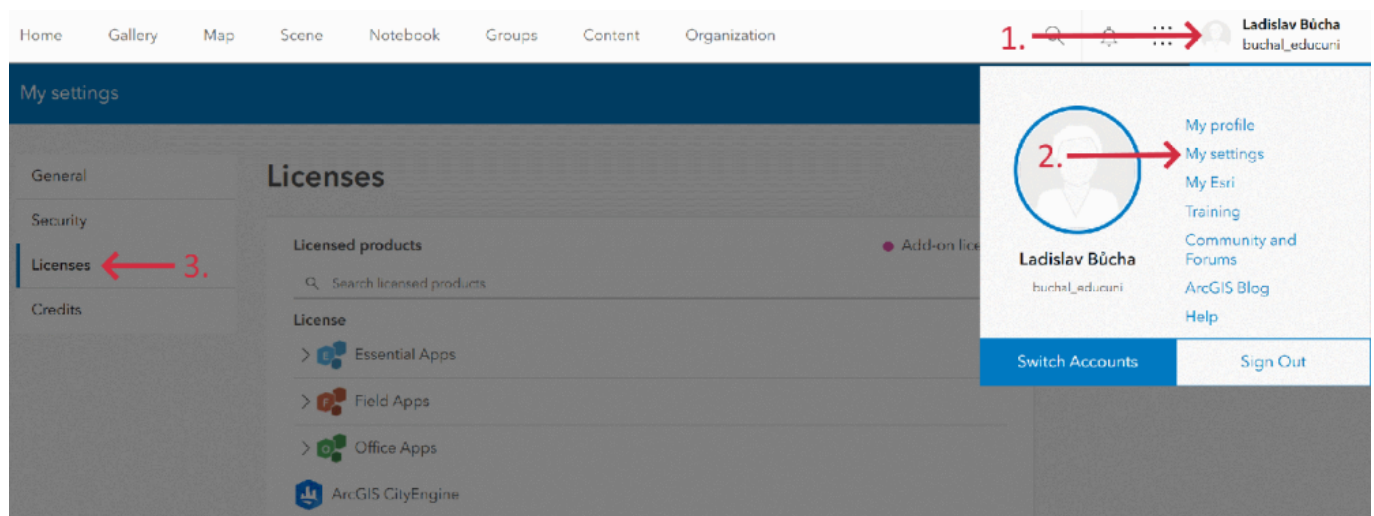 Home Gallery Map Scene Notebook Groups Content Organization
1.
Ladislav Bůcha
buchal_educuni
My settings
General
Security
Licenses
3.
Credits
Licenses
Licensed products
Add-on lice
Search licensed products
License
Essential Apps
Field Apps
Office Apps
ArcGIS CityEngine
2.
Ladislav Bůcha
buchal_educuni
My profile
My settings
My Esri
Training
Community and
Forums
ArcGIS Blog
Help
Switch Accounts
Sign Out